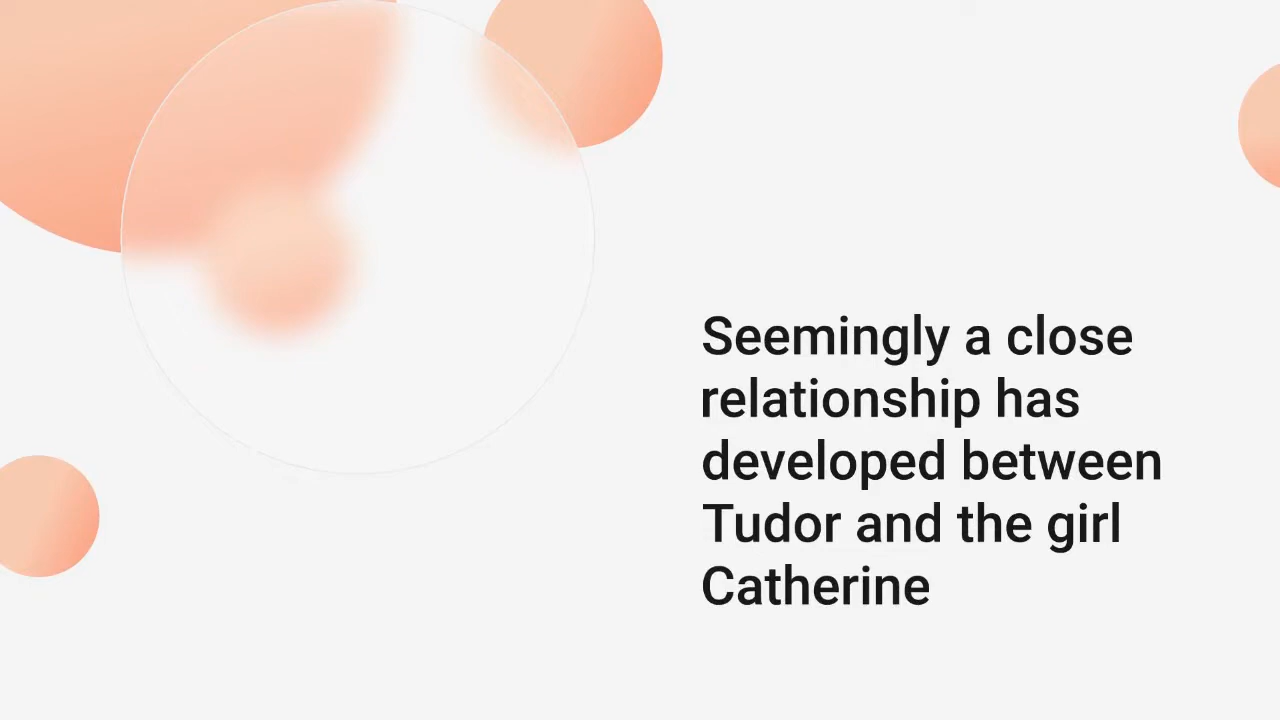 Seemingly a close
relationship has
developed between
Tudor and the girl
Catherine